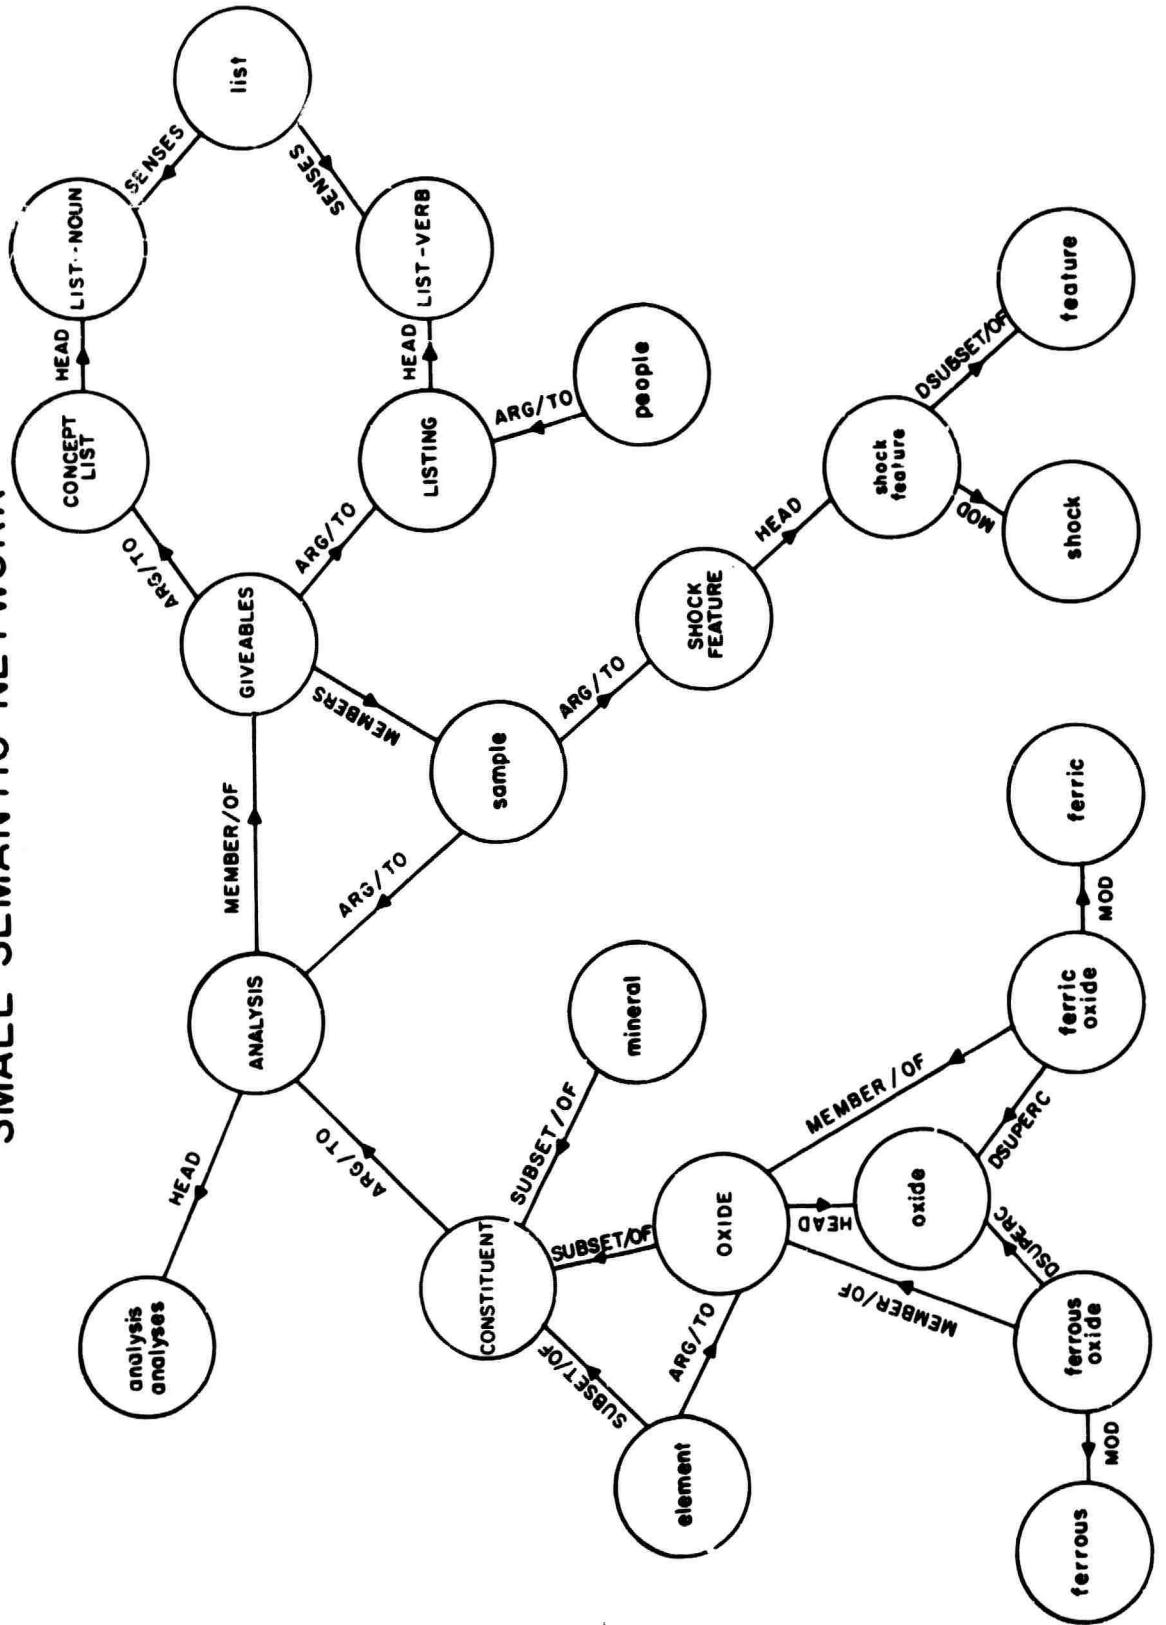 SMALL SEMANTIC NETWORK
analysis
analyses
HEAD
ANALYSIS
MEMBER/OF
GIVEABLES
ARG/TO
CONCEPT
LIST
HEAD
LIST-NOUN
SENSES
list
SENSES
ARG/TO
LISTING
HEAD
LIST-VERB
ARG/TO
people
MEMBERS
ARG/TO
sample
ARG/TO
SHOCK
FEATURE
HEAD
shock
feature
DSUBSET/OF
feature
MOD
shock
ARG/TO
CONSTITUENT
SUBSET/OF
mineral
SUBSET/OF
SUBSET/OF
element
ARG/TO
OXIDE
MEMBER/OF
HEAD
oxide
MEMBER/OF
DSUPERC
DSUPERC
ferrous
MOD
ferrous
oxide
ferric
oxide
MOD
ferric